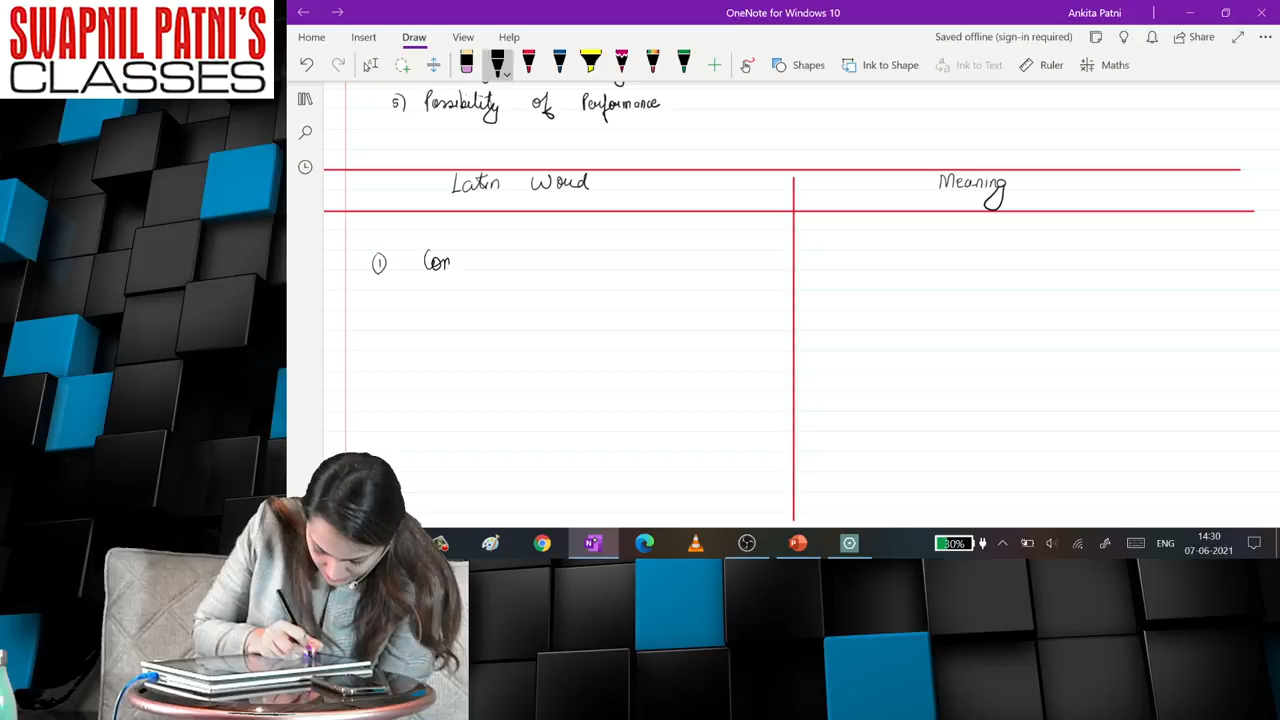 SWAPNIL PATNI'S
CLASSES
OneNote for Windows 10
Ankita Patni
Home Insert Draw View Help
Saved offline (sign-in required)
Share
Shapes
Ink to Shape
Ink to Text
Ruler
Maths
5) Possibility of Performance
Latin Word
Meaning
① Con
30%
ENG
14:30
07-06-2021